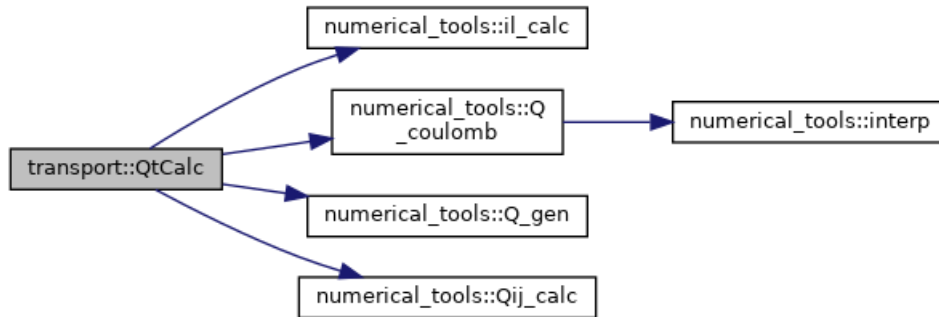 numerical_tools::il_calc
numerical_tools::Q
_coulomb
numerical_tools::interp
transport::QtCalc
numerical_tools::Q_gen
numerical_tools::Qij_calc